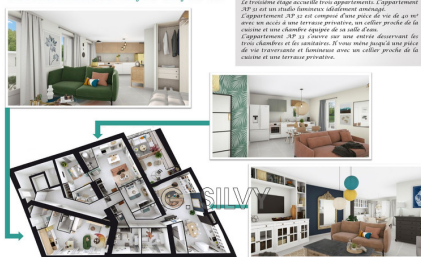 Le troisième étage accueille trois appartements. L'appartement
AP 31 est un studio lumineux idéalement aménagé.
L'appartement AP 32 est composé d'une pièce de vie de 40 m²
avec un accès à une terrasse privative, un cellier proche de la
cuisine et une chambre équipée de sa salle d'eau.
L'appartement AP 33 s'ouvre sur une entrée desservant les
trois chambres et les sanitaires. Il vous mène jusqu'à une pièce
de vie traversante et lumineuse avec un cellier proche de la
cuisine et une terrasse privative.
SILVY